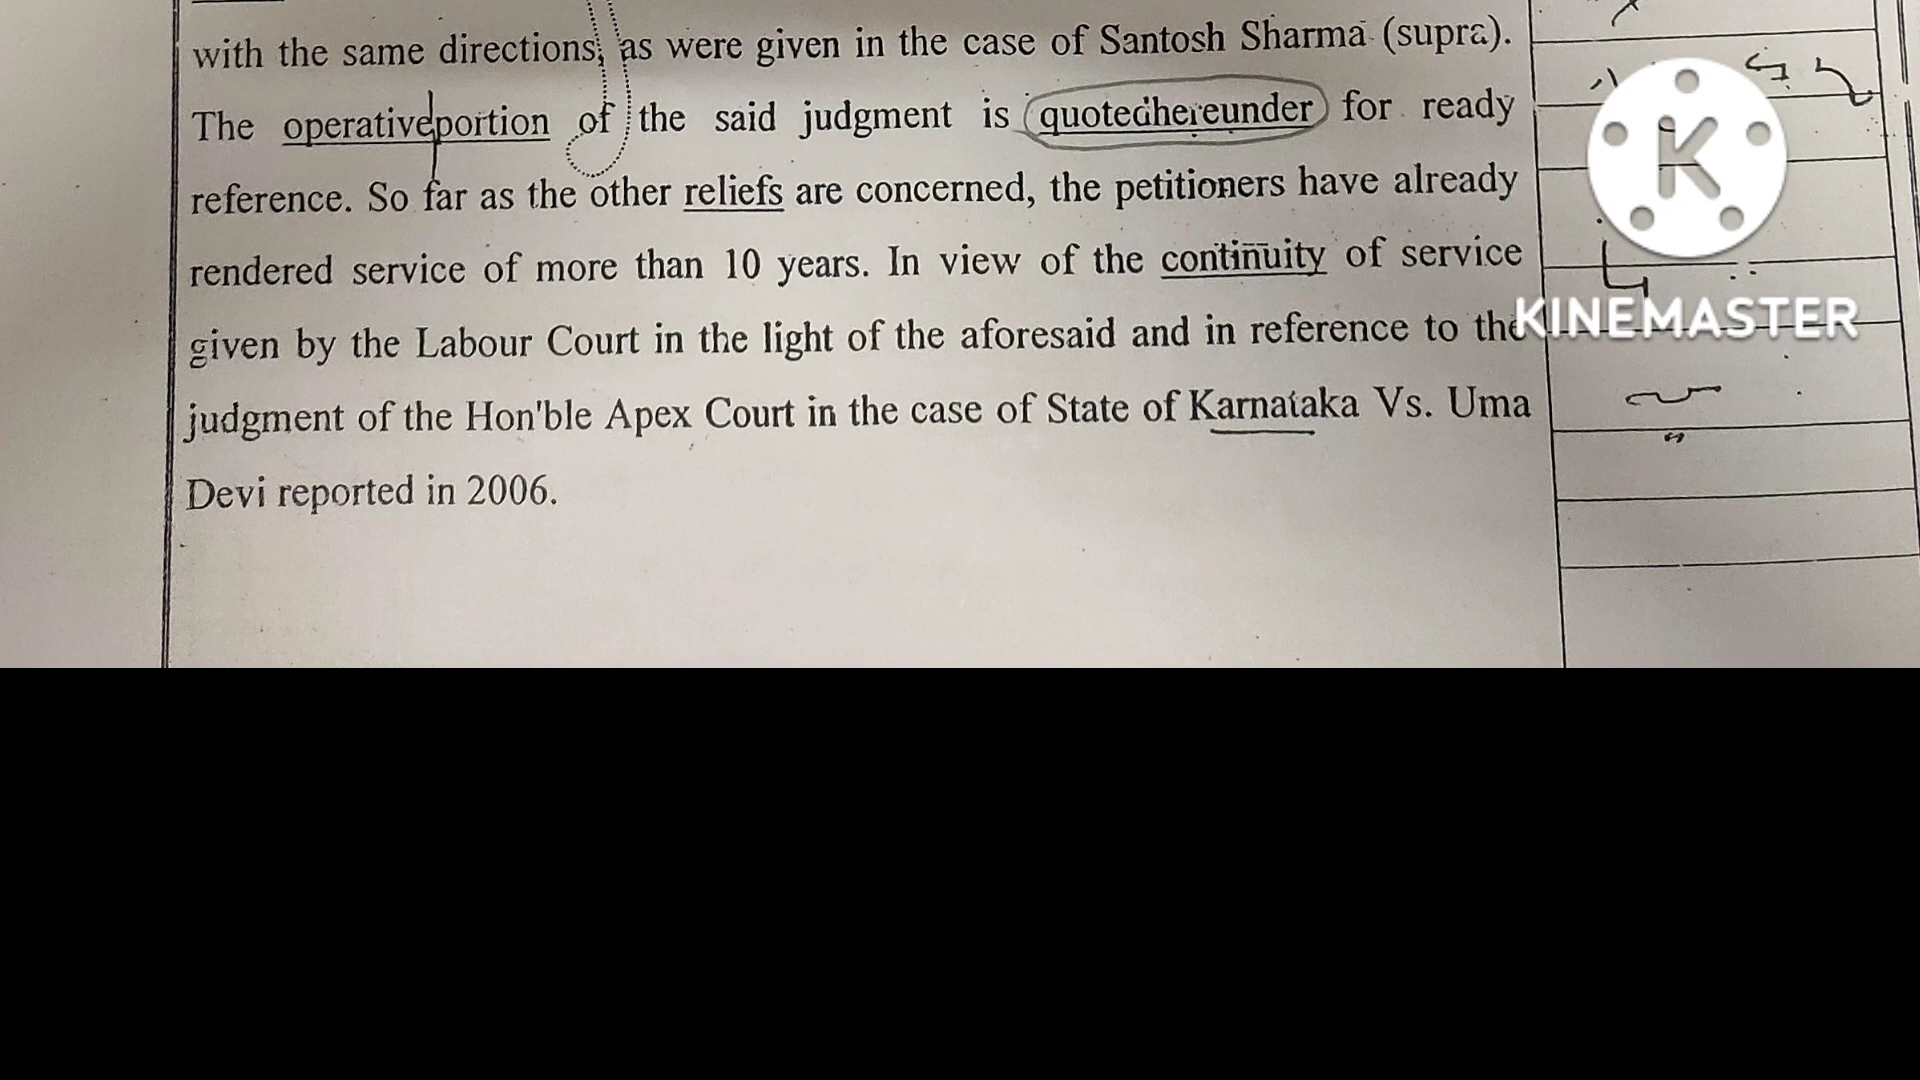 with the same directions, as were given in the case of Santosh Sharma (supra).
The operativeportion of the said judgment is quotedhereunder for ready
reference. So far as the other reliefs are concerned, the petitioners have already
rendered service of more than 10 years. In view of the continuity of service
given by the Labour Court in the light of the aforesaid and in reference to the
judgment of the Hon'ble Apex Court in the case of State of Karnataka Vs. Uma
Devi reported in 2006.
K
KINEMASTER